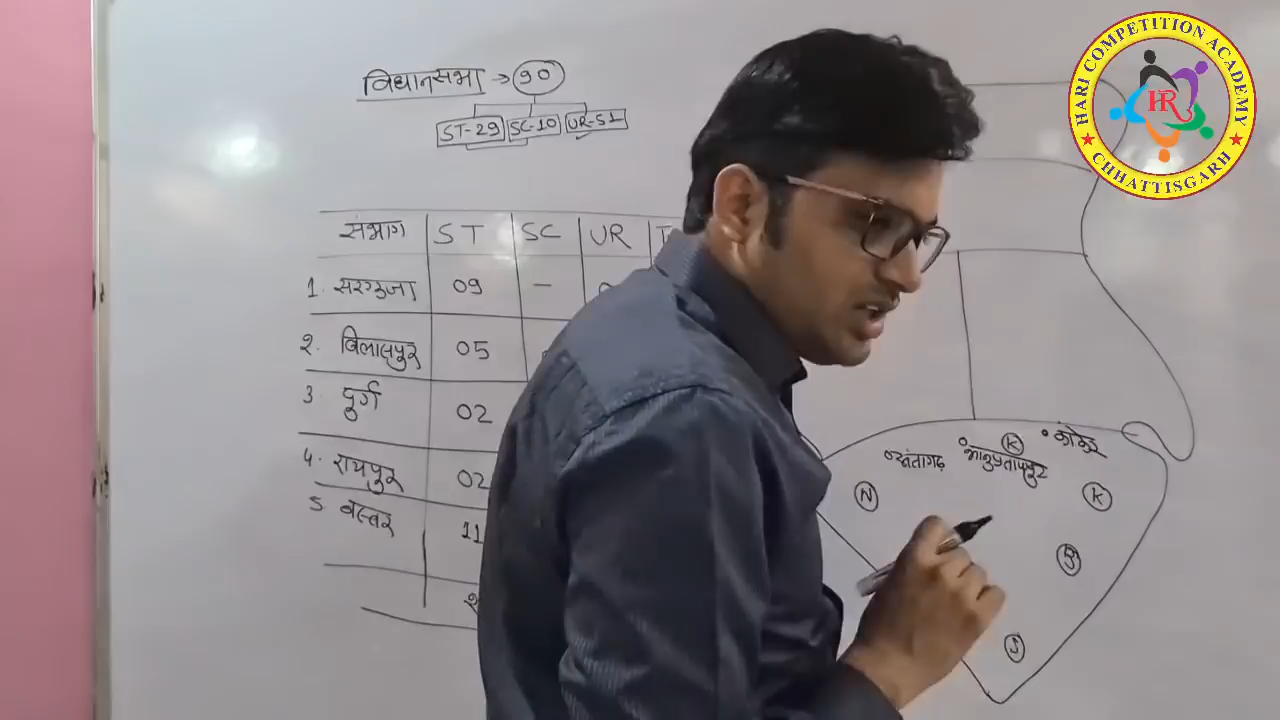 विधानसभा → 90
ST-29 SC-10 UR-51
संभाग ST SC UR
1. सरगुजा 09 -
2. बिलासपुर 05
3 दुर्ग 02
4. रायपुर 02
5 बस्तर 11
अंतागढ़ भानुप्रतापपुर K कांकेर
N K
B
J
HARI COMPETITION ACADEMY
HR
CHHATTISGARH